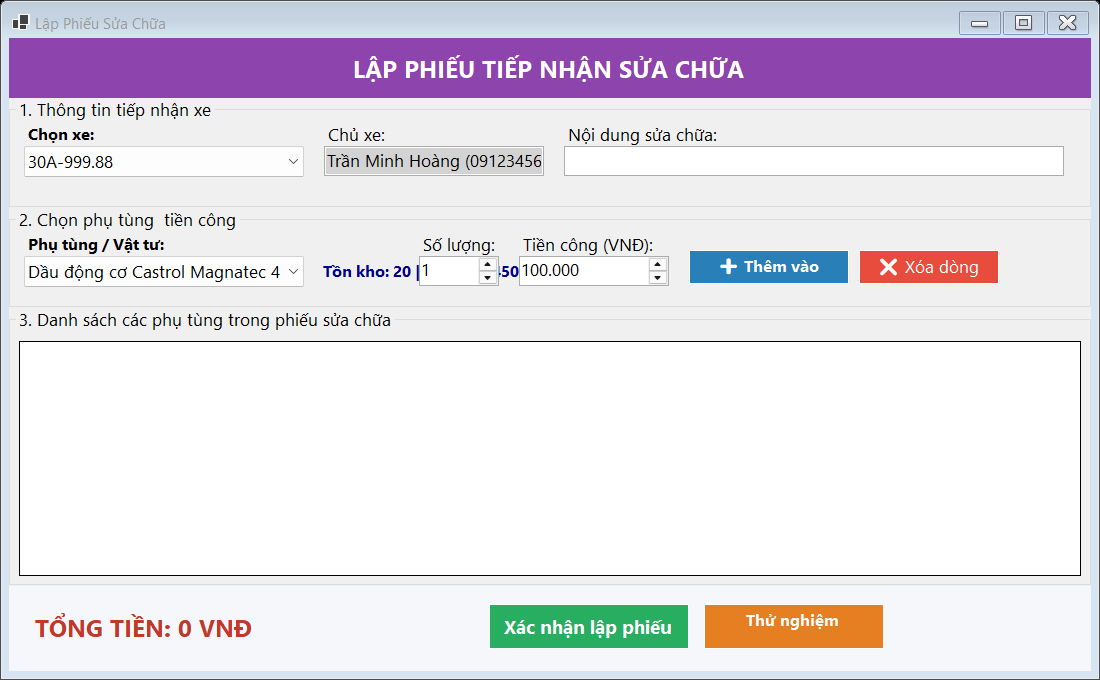 Lập Phiếu Sửa Chữa
LẬP PHIẾU TIẾP NHẬN SỬA CHỮA
1. Thông tin tiếp nhận xe
Chọn xe: Chủ xe: Nội dung sửa chữa:
30A-999.88 Trần Minh Hoàng (09123456
2. Chọn phụ tùng  tiền công
Phụ tùng / Vật tư: Số lượng: Tiền công (VNĐ):
Dầu động cơ Castrol Magnatec 4 Tồn kho: 20 | 1 50 100.000 Thêm vào Xóa dòng
3. Danh sách các phụ tùng trong phiếu sửa chữa
TỔNG TIỀN: 0 VNĐ Xác nhận lập phiếu Thử nghiệm